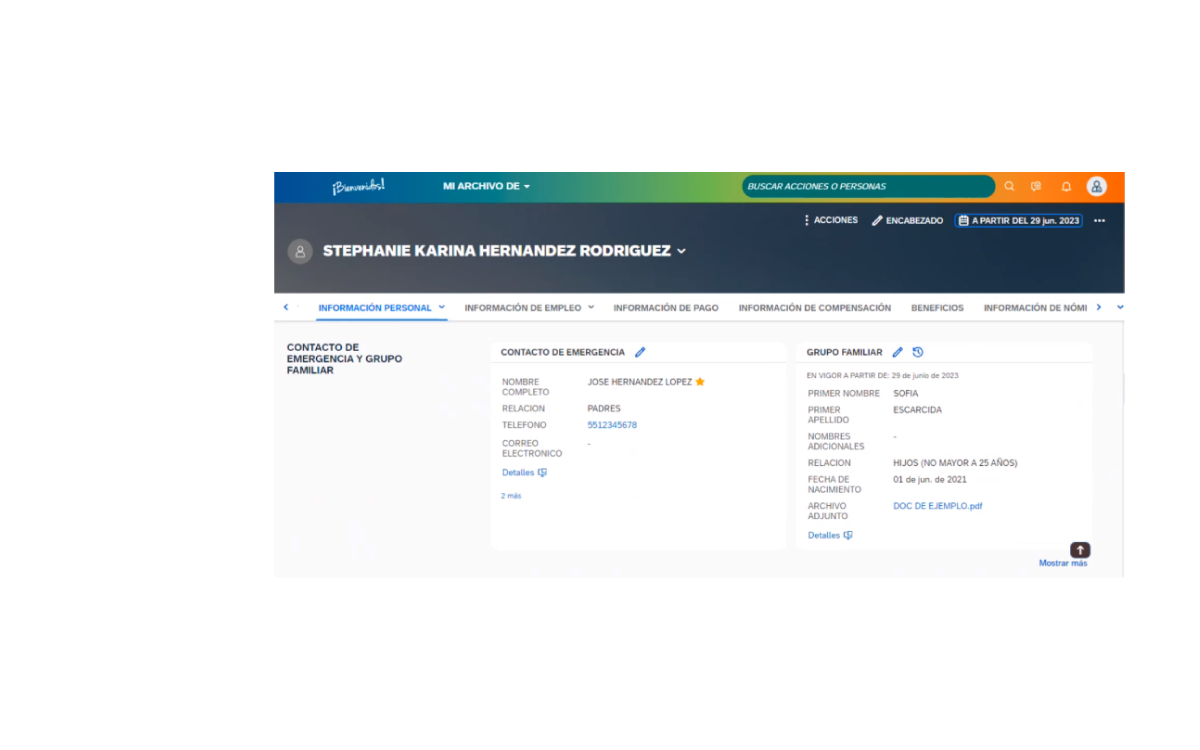 ¡Bienvenid@s!
MI ARCHIVO DE
BUSCAR ACCIONES O PERSONAS
ACCIONES
ENCABEZADO
A PARTIR DEL 29 jun. 2023
STEPHANIE KARINA HERNANDEZ RODRIGUEZ
INFORMACIÓN PERSONAL
INFORMACIÓN DE EMPLEO
INFORMACIÓN DE PAGO
INFORMACIÓN DE COMPENSACIÓN
BENEFICIOS
INFORMACIÓN DE NÓMI
CONTACTO DE
EMERGENCIA Y GRUPO
FAMILIAR
CONTACTO DE EMERGENCIA
NOMBRE
COMPLETO
JOSE HERNANDEZ LOPEZ
RELACION
PADRES
TELEFONO
5512345678
CORREO
ELECTRONICO
-
Detalles
2 más
GRUPO FAMILIAR
EN VIGOR A PARTIR DE: 29 de junio de 2023
PRIMER NOMBRE
SOFIA
PRIMER
APELLIDO
ESCARCIDA
NOMBRES
ADICIONALES
-
RELACION
HIJOS (NO MAYOR A 25 AÑOS)
FECHA DE
NACIMIENTO
01 de jun. de 2021
ARCHIVO
ADJUNTO
DOC DE EJEMPLO.pdf
Detalles
Mostrar más